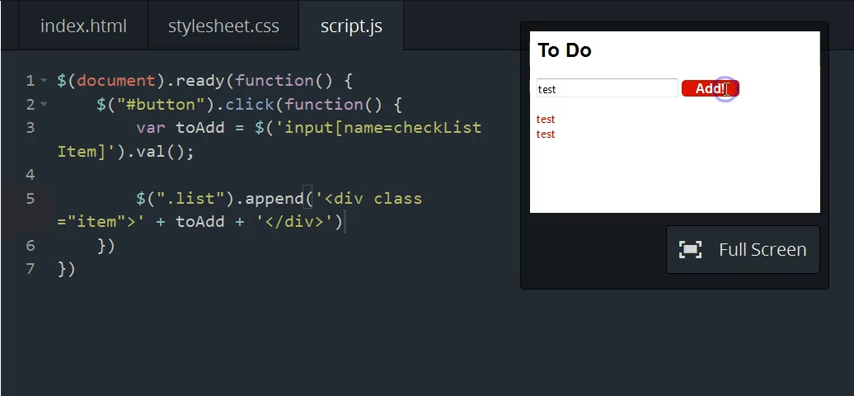 index.html stylesheet.css script.js
1 $(document).ready(function() {
2 $("#button").click(function() {
3 var toAdd = $('input[name=checkList
Item]').val();
4
5 $(".list").append('<div class
="item">' + toAdd + '</div>')
6 })
7 })
To Do
test Add!
test
test
Full Screen